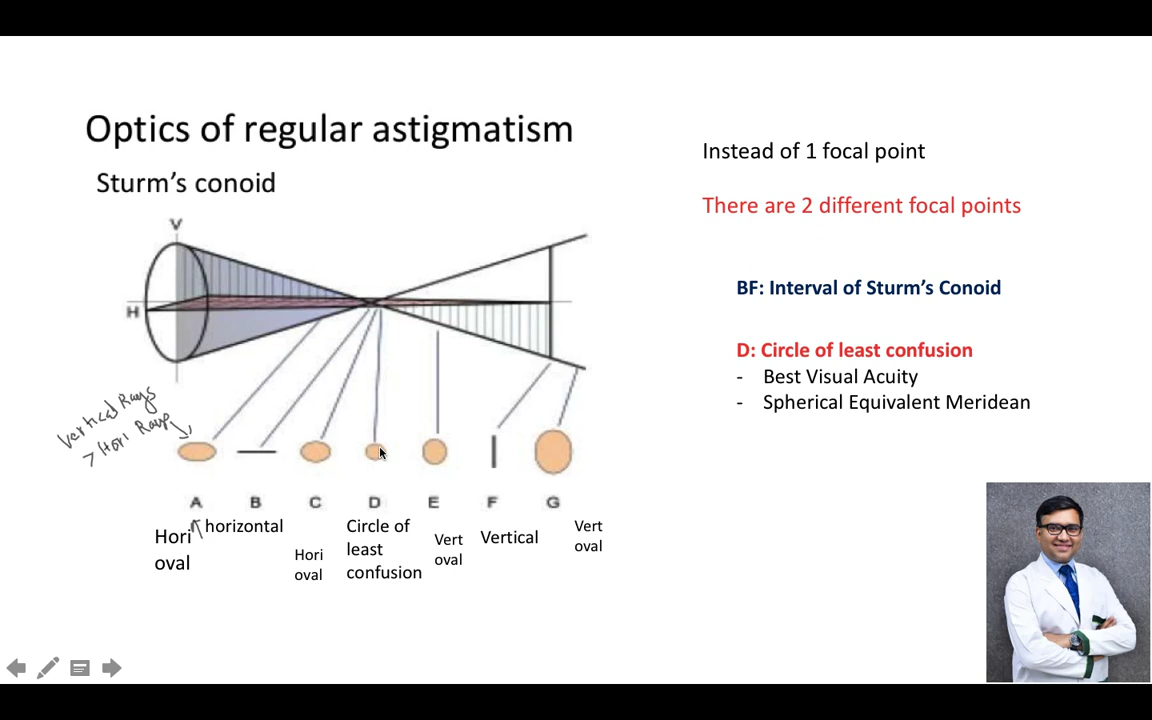 Optics of regular astigmatism
Sturm's conoid
Instead of 1 focal point
There are 2 different focal points
V
H
BF: Interval of Sturm's Conoid
D: Circle of least confusion
- Best Visual Acuity
- Spherical Equivalent Meridean
Vertical Rays
> Hori Rays
A B C D E F G
Hori
oval
horizontal
Hori
oval
Circle of
least
confusion
Vert
oval
Vertical
Vert
oval